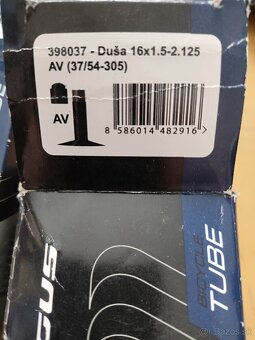 398037 - Duša 16x1.5-2.125
AV (37/54-305)
AV
8 586014 482916 >
BICYCLE
TUBE